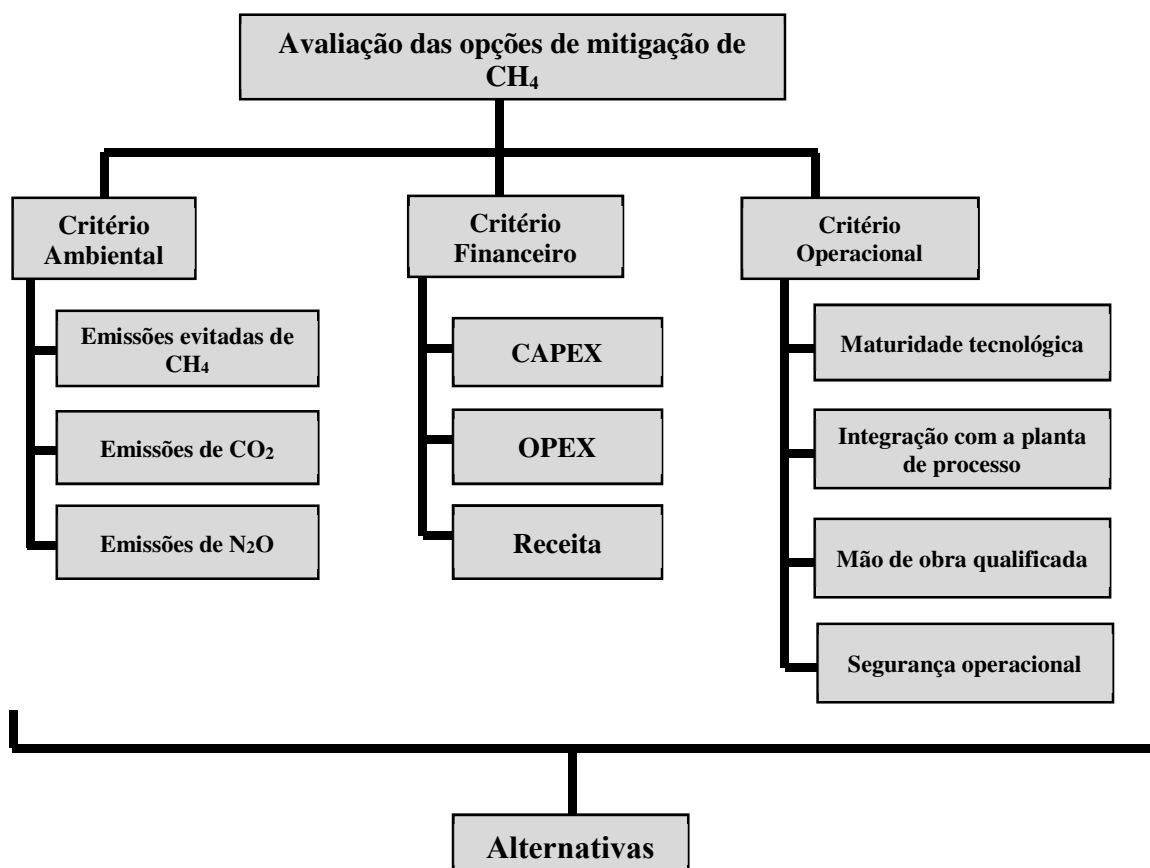 Avaliação das opções de mitigação de
CH₄
Critério
Ambiental
Critério
Financeiro
Critério
Operacional
Emissões evitadas de
CH₄
Emissões de CO₂
Emissões de N₂O
CAPEX
OPEX
Receita
Maturidade tecnológica
Integração com a planta
de processo
Mão de obra qualificada
Segurança operacional
Alternativas